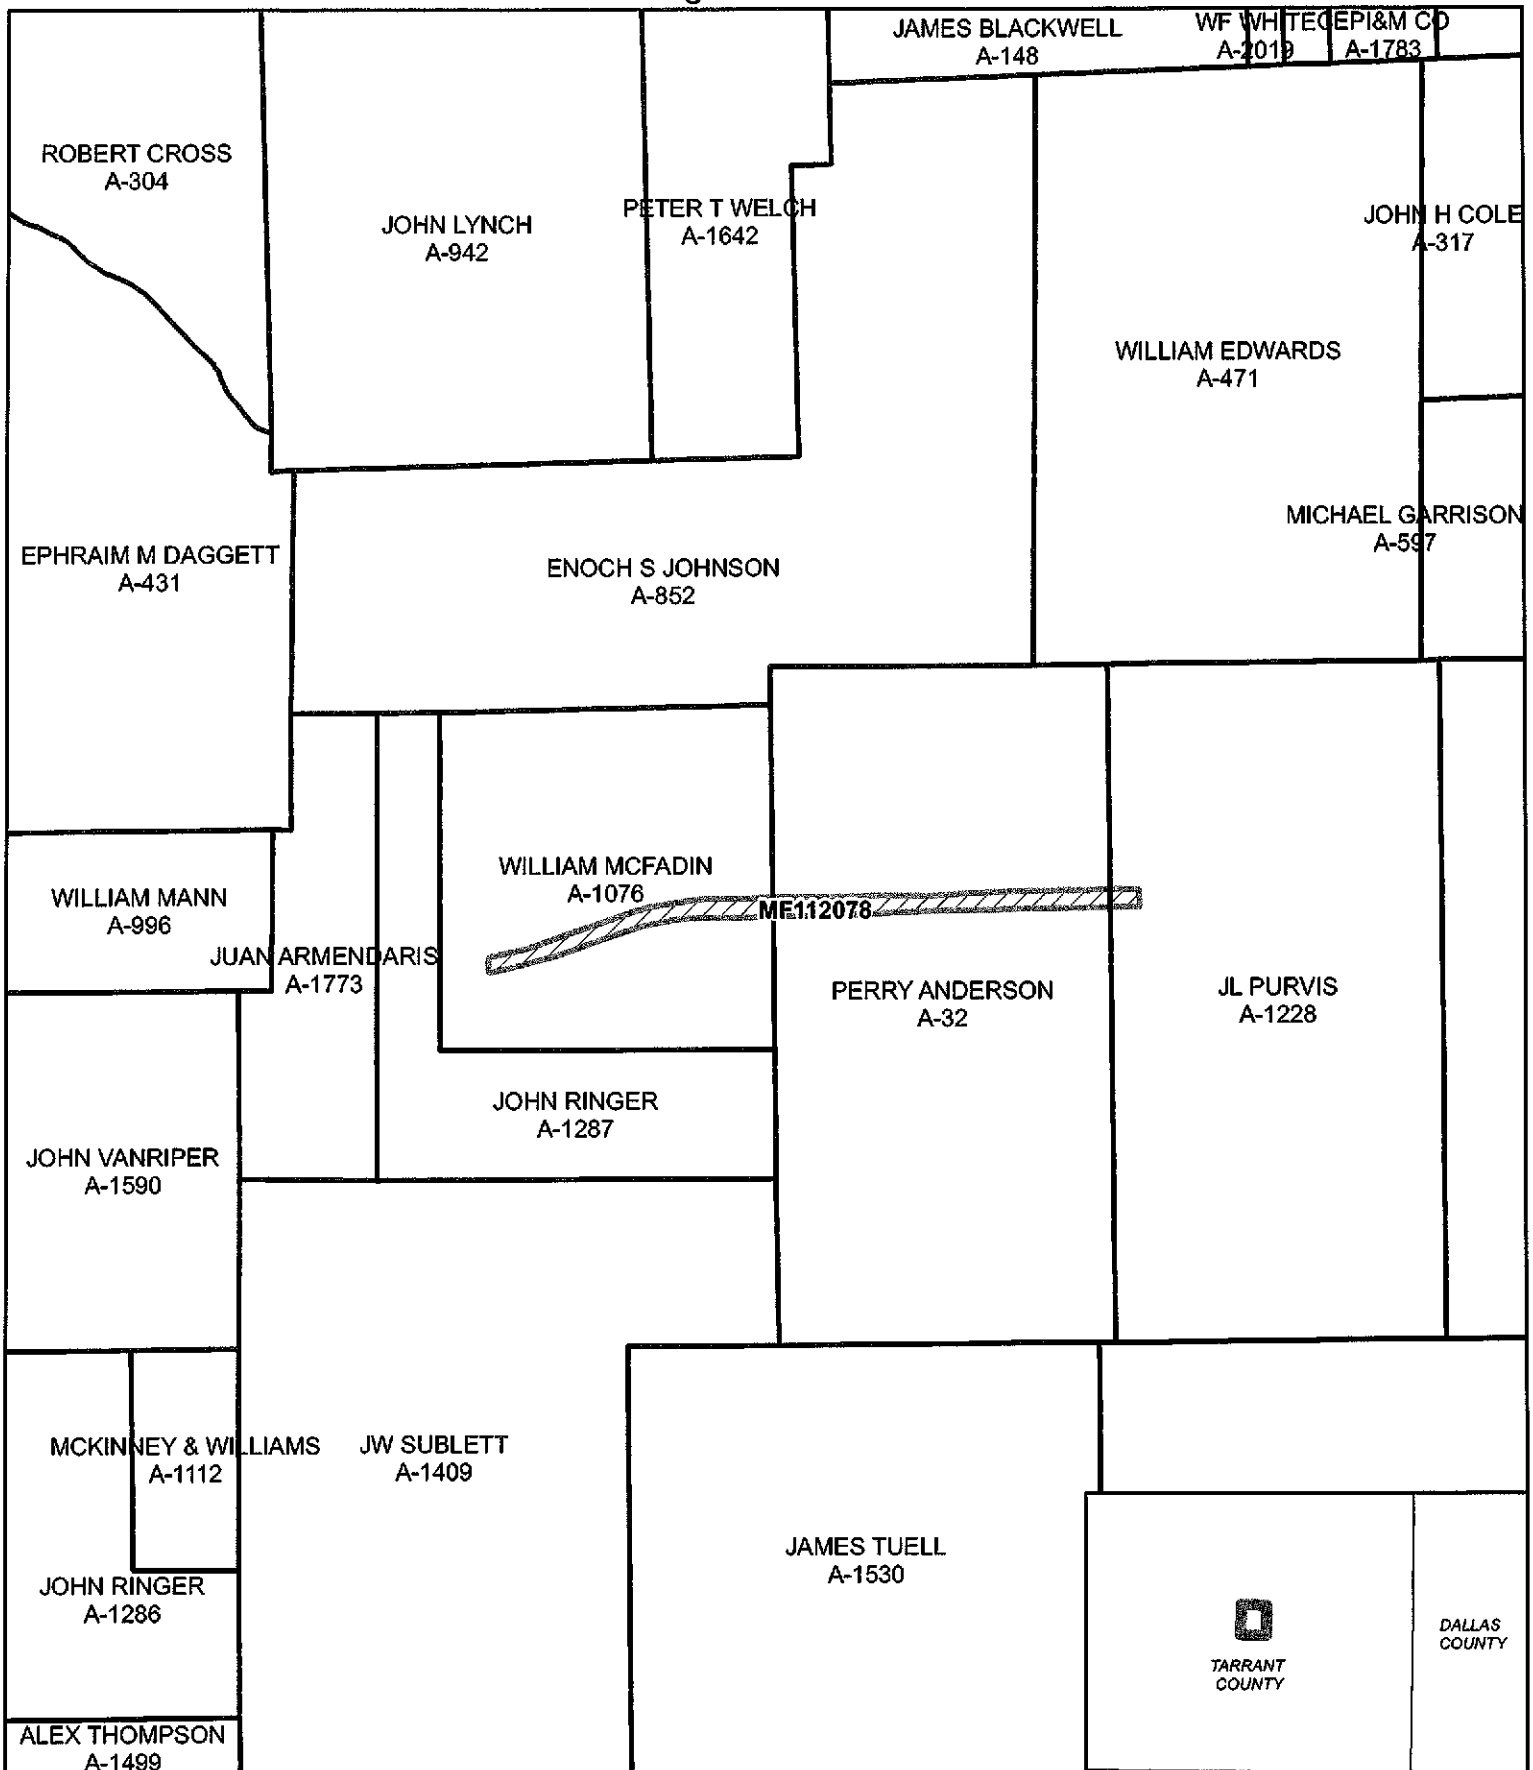 JAMES BLACKWELL
A-148
WF WHITE
A-2019
GEPI&M CO
A-1783
ROBERT CROSS
A-304
JOHN LYNCH
A-942
PETER T WELCH
A-1642
JOHN H COLE
A-317
WILLIAM EDWARDS
A-471
MICHAEL GARRISON
A-597
EPHRAIM M DAGGETT
A-431
ENOCH S JOHNSON
A-852
WILLIAM MCFADIN
A-1076
MF112078
WILLIAM MANN
A-996
JUAN ARMENDARIS
A-1773
PERRY ANDERSON
A-32
JL PURVIS
A-1228
JOHN RINGER
A-1287
JOHN VANRIPER
A-1590
MCKINNEY & WILLIAMS
A-1112
JW SUBLETT
A-1409
JAMES TUELL
A-1530
JOHN RINGER
A-1286
TARRANT
COUNTY
DALLAS
COUNTY
ALEX THOMPSON
A-1499